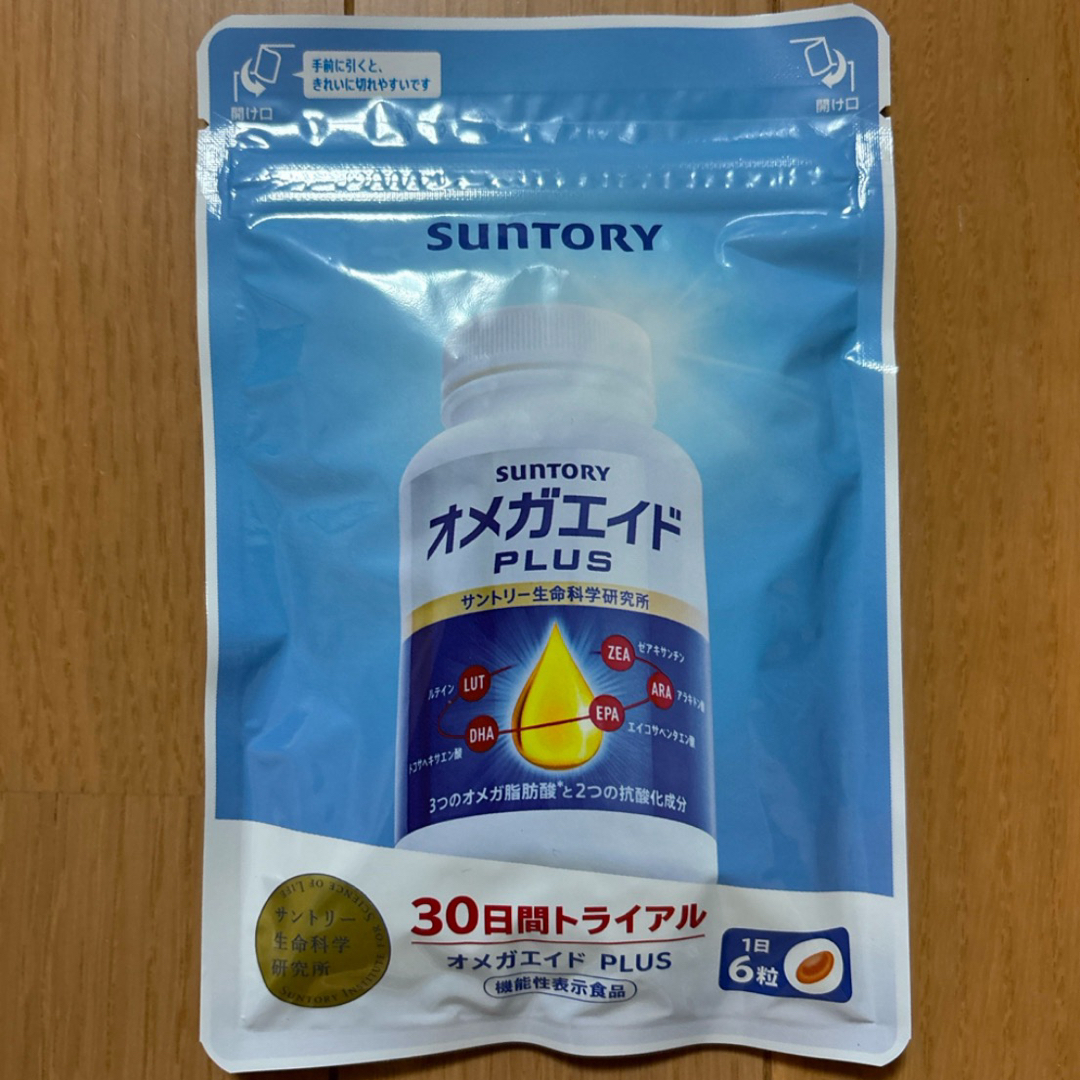 手前に引くと、
きれいに切れやすいです
開け口
開け口
SUNTORY
SUNTORY
オメガエイド
PLUS
サントリー生命科学研究所
ZEA ゼアキサンチン
ルテイン LUT
ARA アラキドン酸
EPA
DHA
エイコサペンタエン酸
ドコサヘキサエン酸
3つのオメガ脂肪酸※と2つの抗酸化成分
SUNTORY INSTITUTE FOR SCIENCE OF LIFE
サントリー
生命科学
研究所
30日間トライアル
オメガエイド PLUS
機能性表示食品
1日
6粒